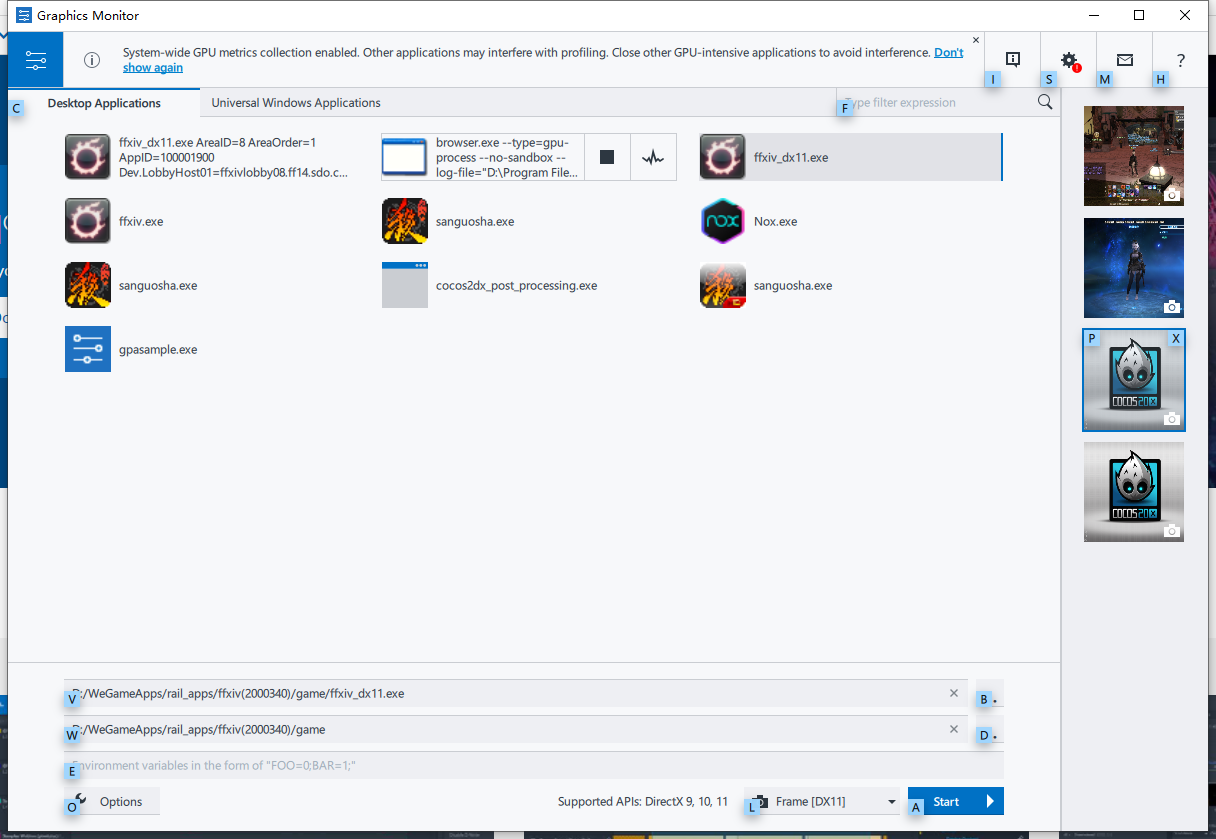 Graphics Monitor
System-wide GPU metrics collection enabled. Other applications may interfere with profiling. Close other GPU-intensive applications to avoid interference. Don't
show again
I
S
M
H
?
C
Desktop Applications
Universal Windows Applications
F
Type filter expression
ffxiv_dx11.exe AreaID=8 AreaOrder=1
AppID=100001900
Dev.LobbyHost01=ffxivlobby08.ff14.sdo.c...
browser.exe --type=gpu-
process --no-sandbox --
log-file="D:\Program File...
ffxiv_dx11.exe
ffxiv.exe
sanguosha.exe
nox
Nox.exe
sanguosha.exe
cocos2dx_post_processing.exe
sanguosha.exe
gpasample.exe
P
X
COCOS2DX
COCOS2DX
V
:/WeGameApps/rail_apps/ffxiv(2000340)/game/ffxiv_dx11.exe
B
W
:/WeGameApps/rail_apps/ffxiv(2000340)/game
D
E
Environment variables in the form of "FOO=0;BAR=1;"
O
Options
Supported APIs: DirectX 9, 10, 11
L
Frame [DX11]
A
Start